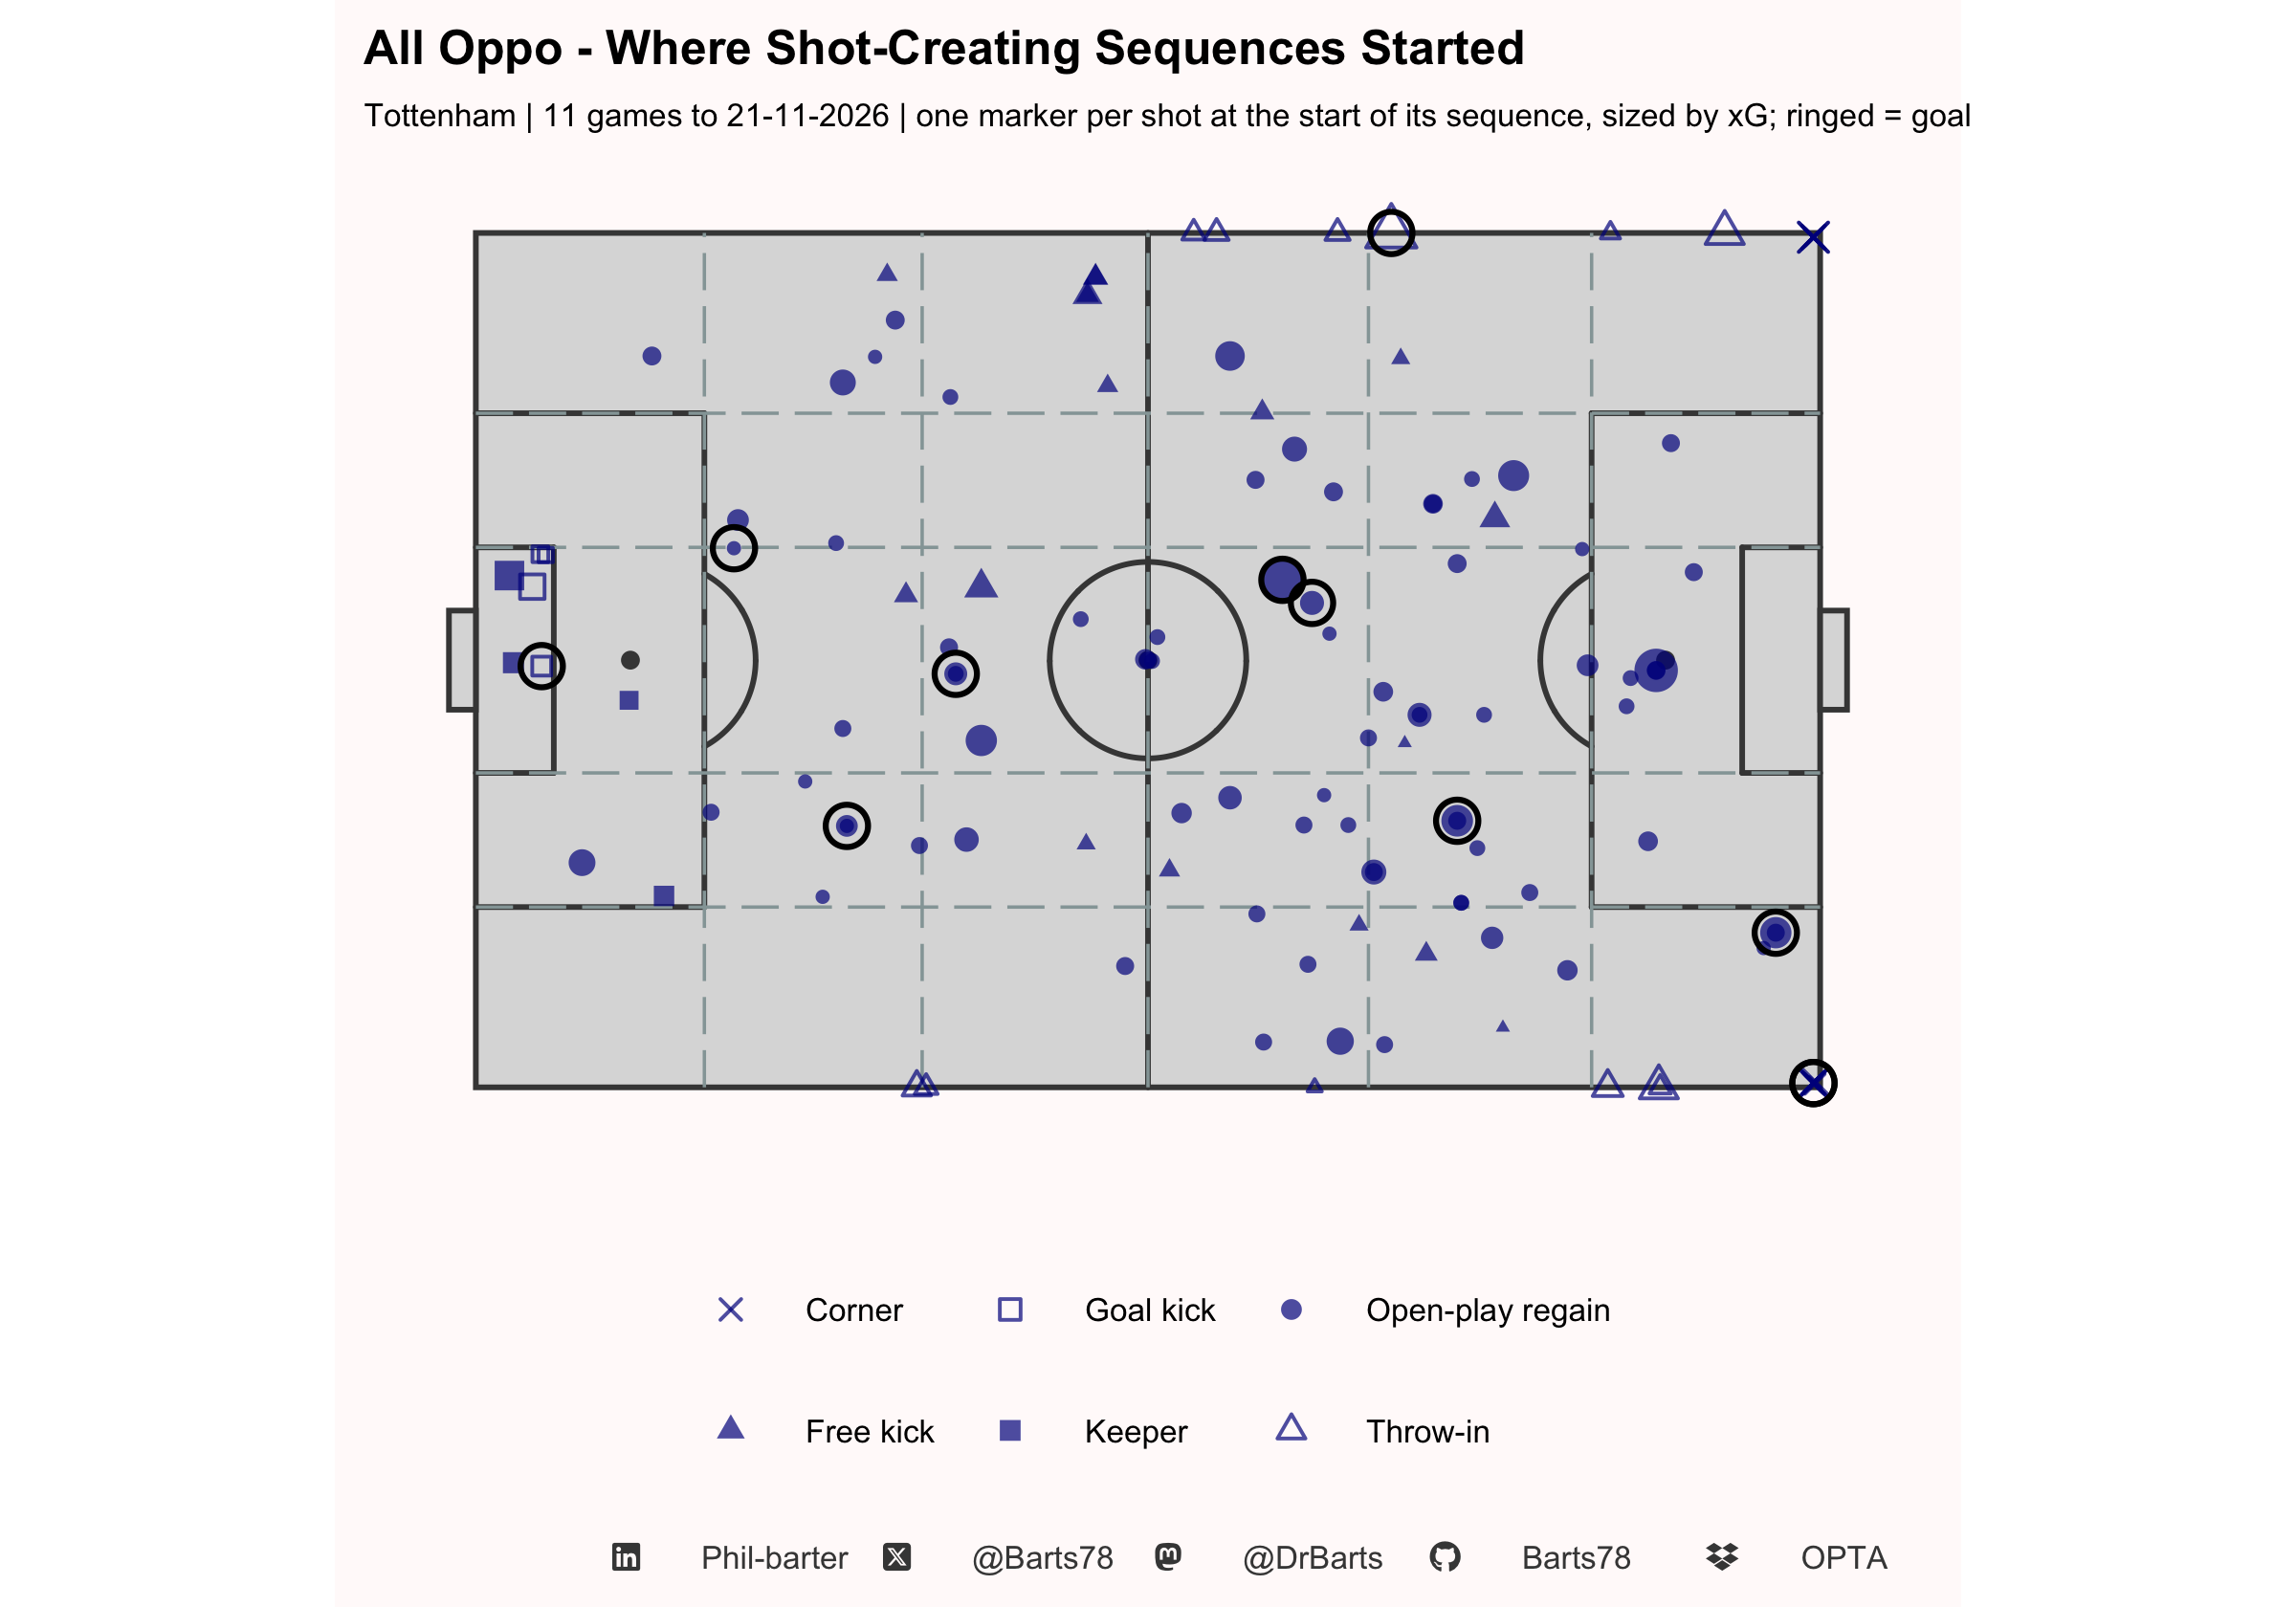 All Oppo - Where Shot-Creating Sequences Started
Tottenham | 11 games to 21-11-2026 | one marker per shot at the start of its sequence, sized by xG; ringed = goal
Corner Goal kick Open-play regain
Free kick Keeper Throw-in
Phil-barter @Barts78 @DrBarts Barts78 OPTA